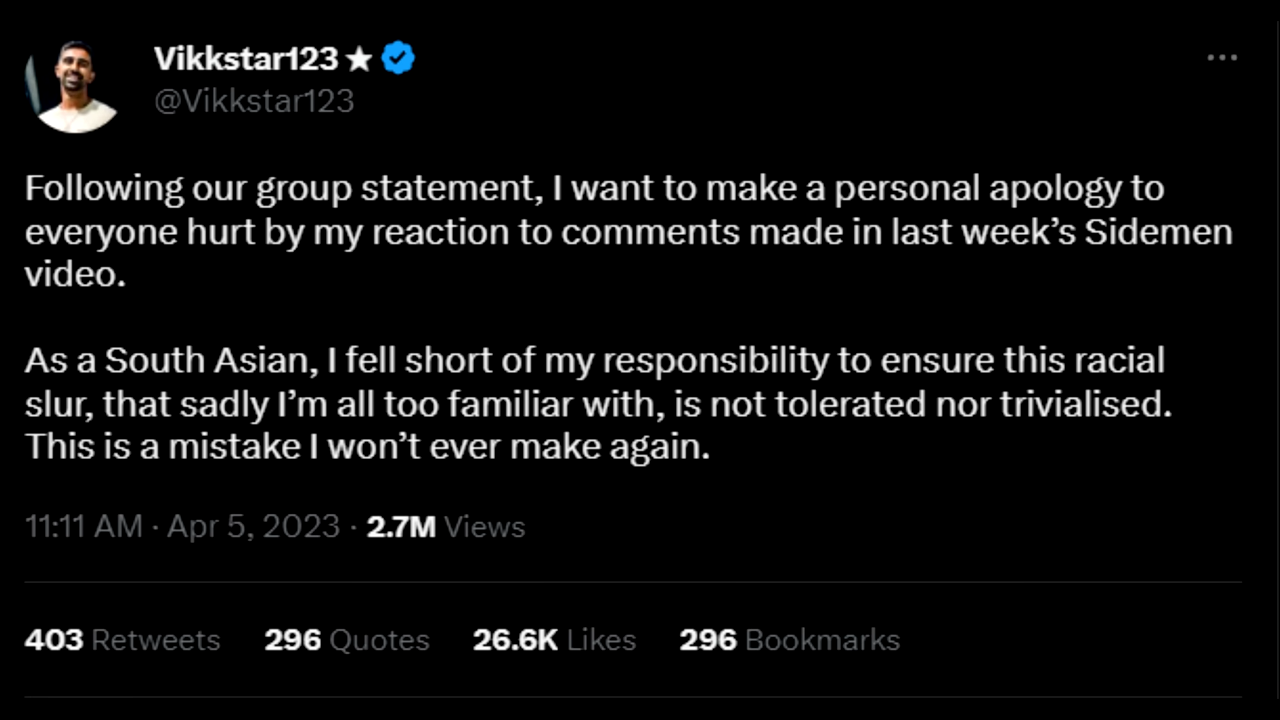 Vikkstar123 ★
@Vikkstar123
Following our group statement, I want to make a personal apology to
everyone hurt by my reaction to comments made in last week’s Sidemen
video.
As a South Asian, I fell short of my responsibility to ensure this racial
slur, that sadly I’m all too familiar with, is not tolerated nor trivialised.
This is a mistake I won’t ever make again.
11:11 AM · Apr 5, 2023 · 2.7M Views
403 Retweets 296 Quotes 26.6K Likes 296 Bookmarks